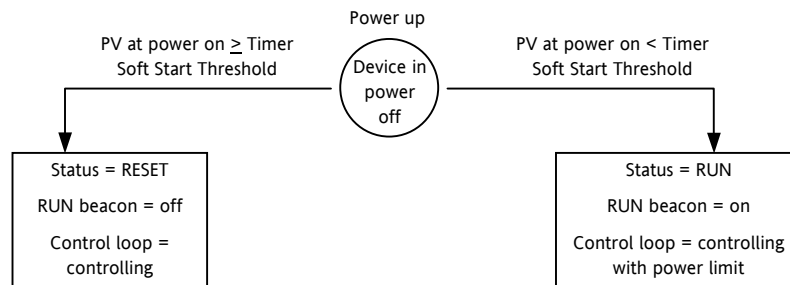 Power up
PV at power on ≥ Timer
Soft Start Threshold
Device in
power
off
PV at power on < Timer
Soft Start Threshold
Status = RESET
RUN beacon = off
Control loop =
controlling
Status = RUN
RUN beacon = on
Control loop = controlling
with power limit